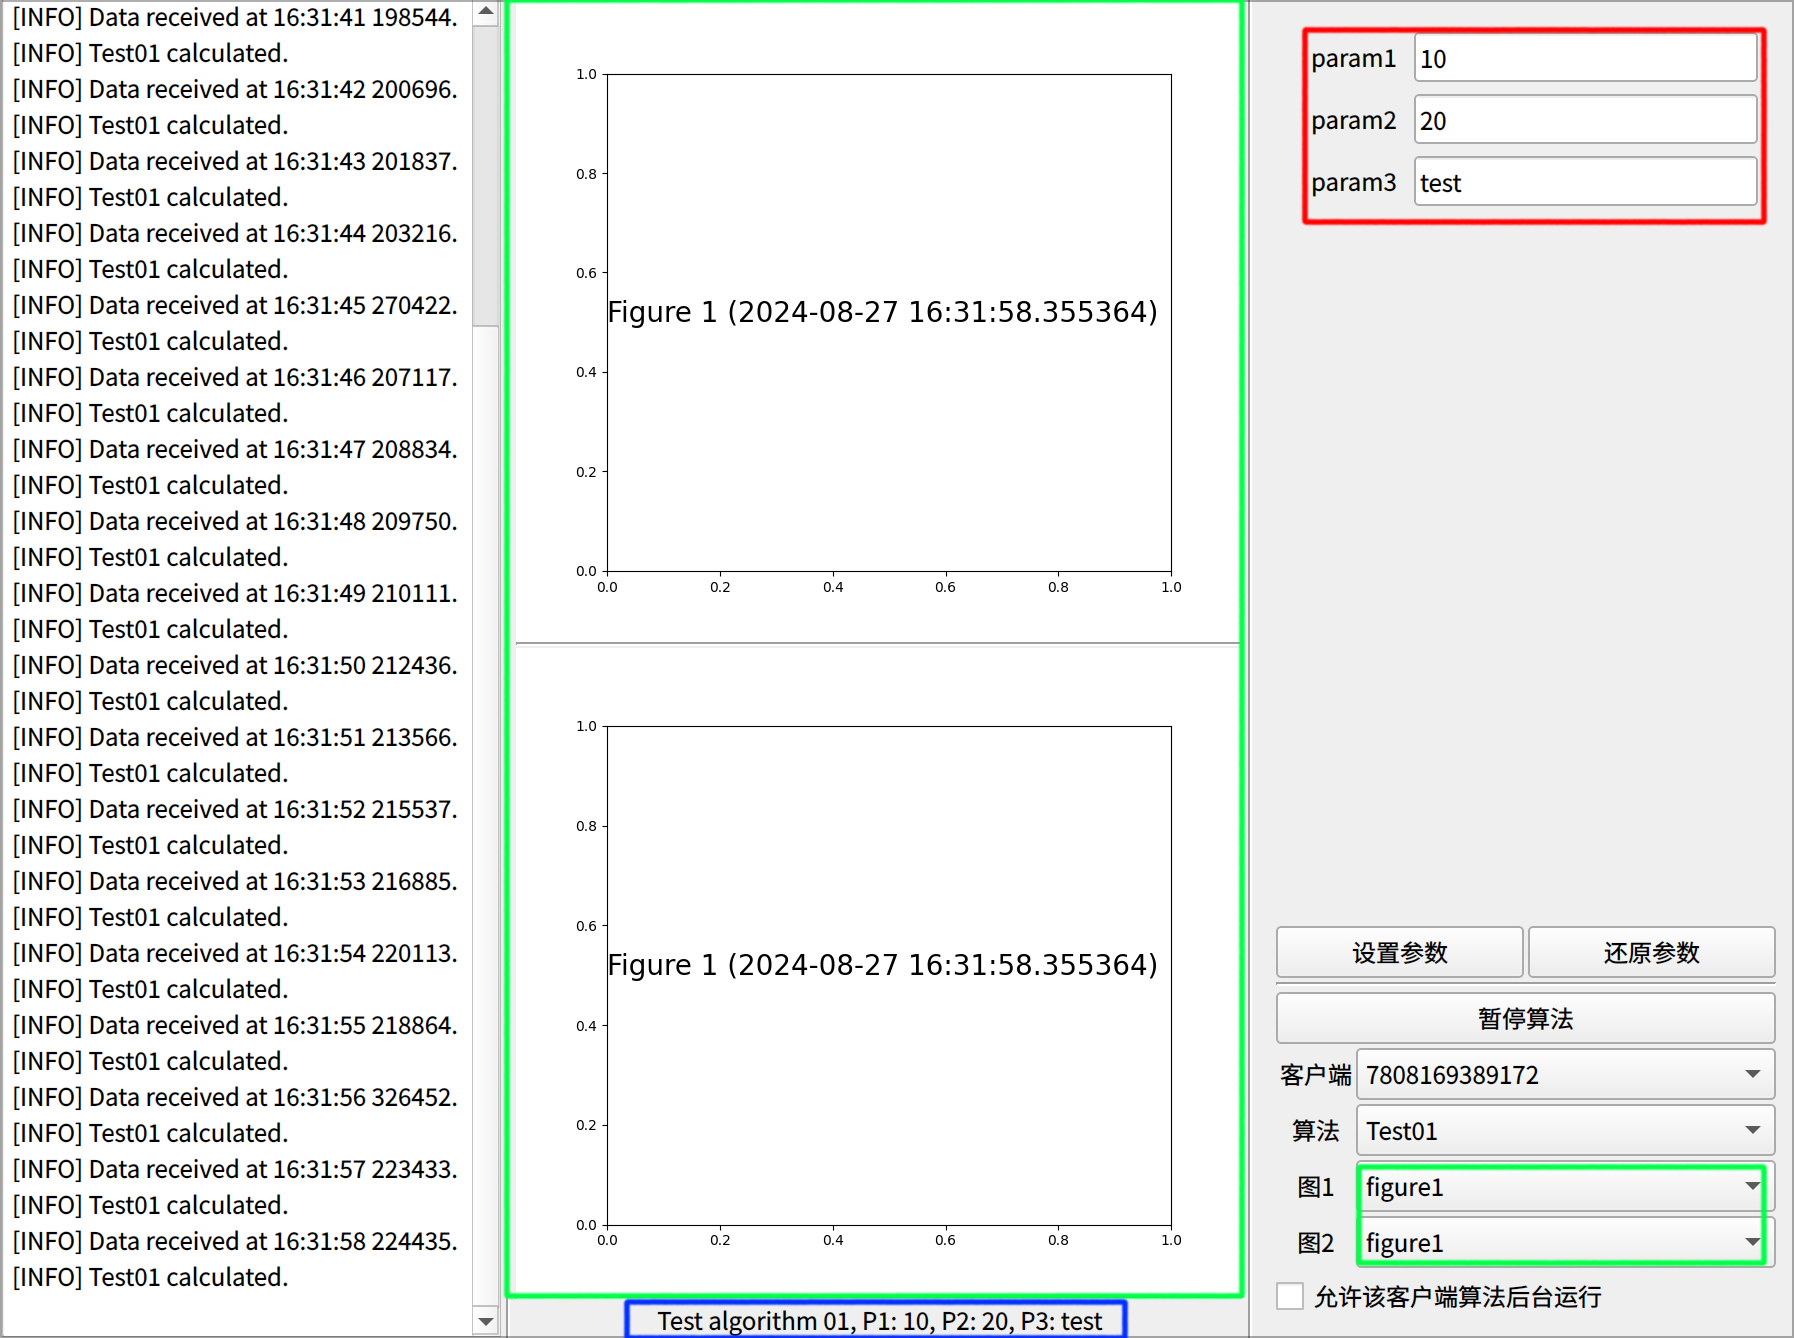 [INFO] Data received at 16:31:41 198544.
[INFO] Test01 calculated.
[INFO] Data received at 16:31:42 200696.
[INFO] Test01 calculated.
[INFO] Data received at 16:31:43 201837.
[INFO] Test01 calculated.
[INFO] Data received at 16:31:44 203216.
[INFO] Test01 calculated.
[INFO] Data received at 16:31:45 270422.
[INFO] Test01 calculated.
[INFO] Data received at 16:31:46 207117.
[INFO] Test01 calculated.
[INFO] Data received at 16:31:47 208834.
[INFO] Test01 calculated.
[INFO] Data received at 16:31:48 209750.
[INFO] Test01 calculated.
[INFO] Data received at 16:31:49 210111.
[INFO] Test01 calculated.
[INFO] Data received at 16:31:50 212436.
[INFO] Test01 calculated.
[INFO] Data received at 16:31:51 213566.
[INFO] Test01 calculated.
[INFO] Data received at 16:31:52 215537.
[INFO] Test01 calculated.
[INFO] Data received at 16:31:53 216885.
[INFO] Test01 calculated.
[INFO] Data received at 16:31:54 220113.
[INFO] Test01 calculated.
[INFO] Data received at 16:31:55 218864.
[INFO] Test01 calculated.
[INFO] Data received at 16:31:56 326452.
[INFO] Test01 calculated.
[INFO] Data received at 16:31:57 223433.
[INFO] Test01 calculated.
[INFO] Data received at 16:31:58 224435.
[INFO] Test01 calculated.
1.0
0.8
0.6
Figure 1 (2024-08-27 16:31:58.355364)
0.4
0.2
0.0
0.0 0.2 0.4 0.6 0.8 1.0
1.0
0.8
0.6
Figure 1 (2024-08-27 16:31:58.355364)
0.4
0.2
0.0
0.0 0.2 0.4 0.6 0.8 1.0
Test algorithm 01, P1: 10, P2: 20, P3: test
param1 10
param2 20
param3 test
设置参数 还原参数
暂停算法
客户端 7808169389172
算法 Test01
图1 figure1
图2 figure1
允许该客户端算法后台运行